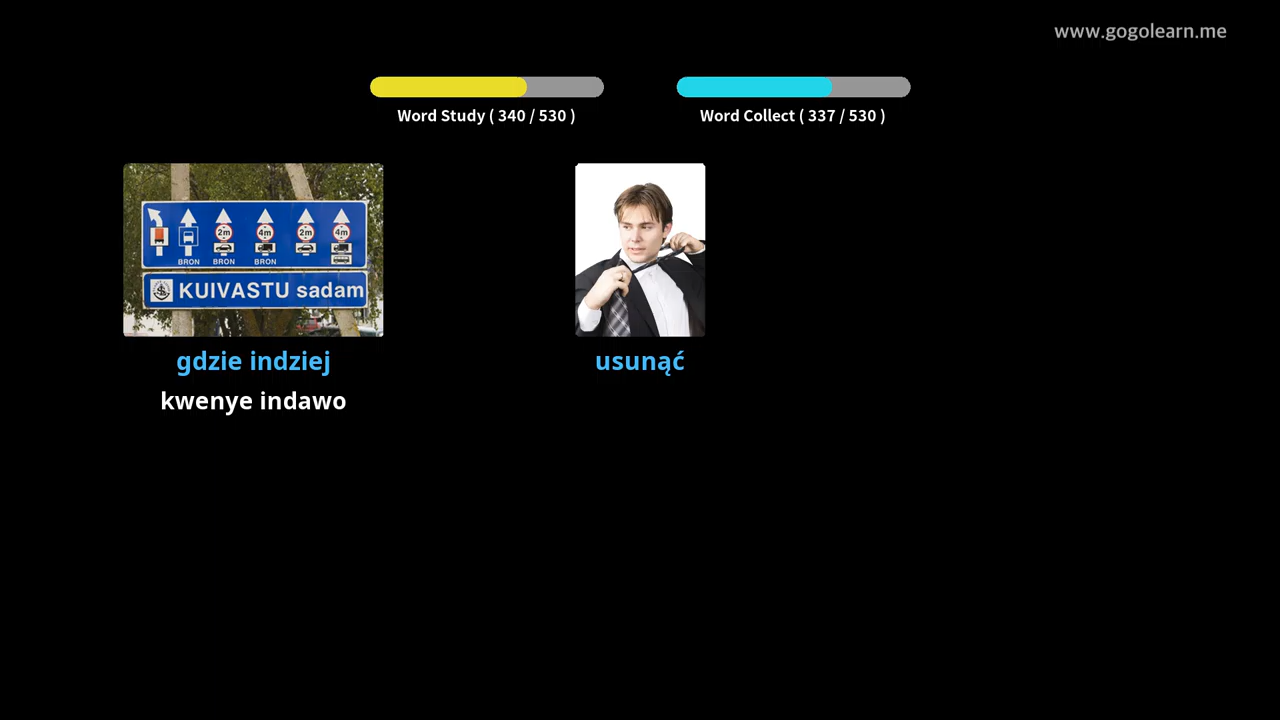 www.gogolearn.me
Word Study ( 340 / 530 )
Word Collect ( 337 / 530 )
2m 4m 2m 4m
BRON BRON BRON
KUIVASTU sadam
gdzie indziej
usunąć
kwenye indawo